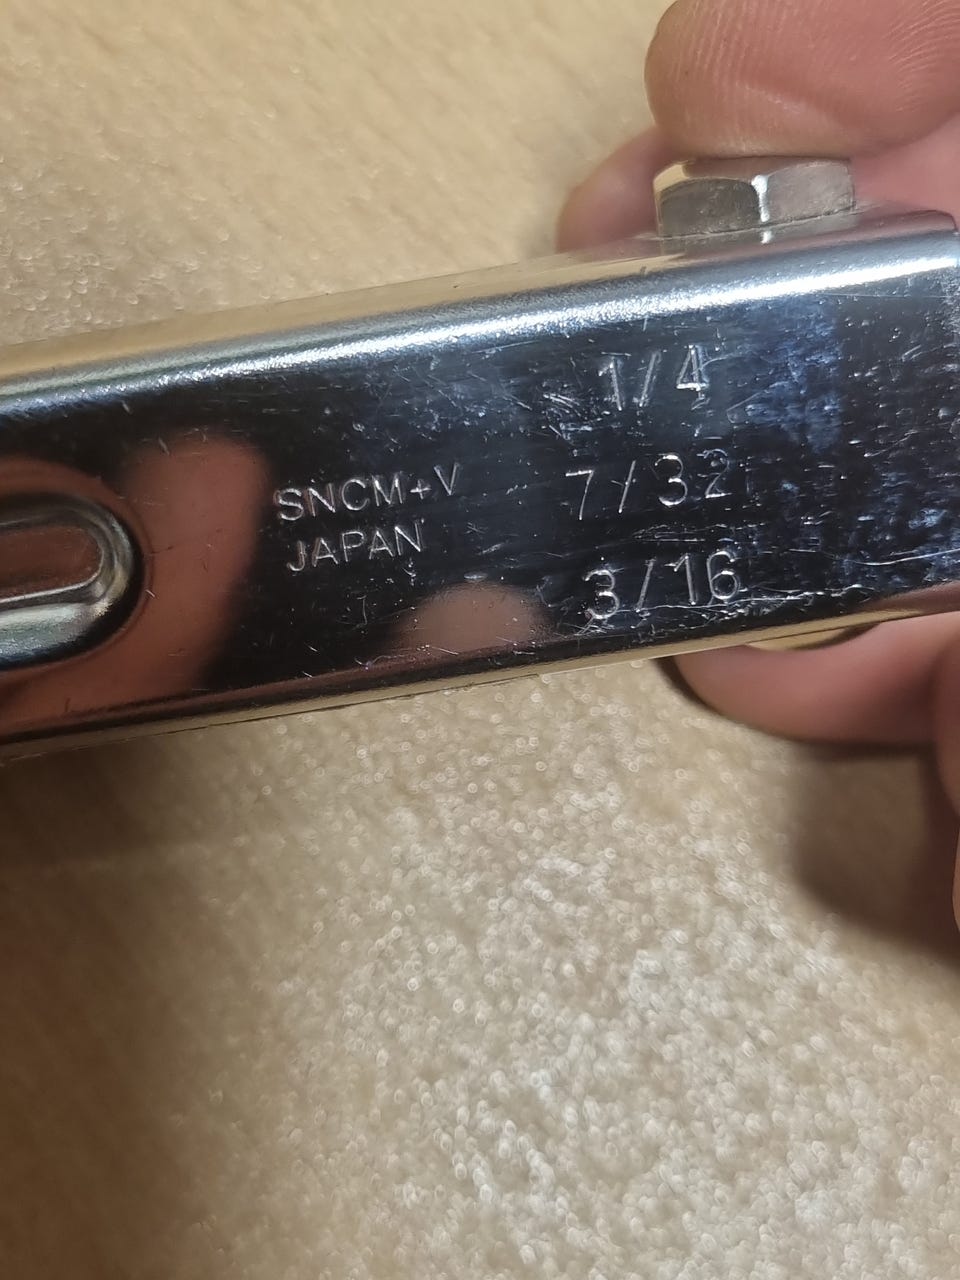 SNCM+V
JAPAN
1/4
7/32
3/16